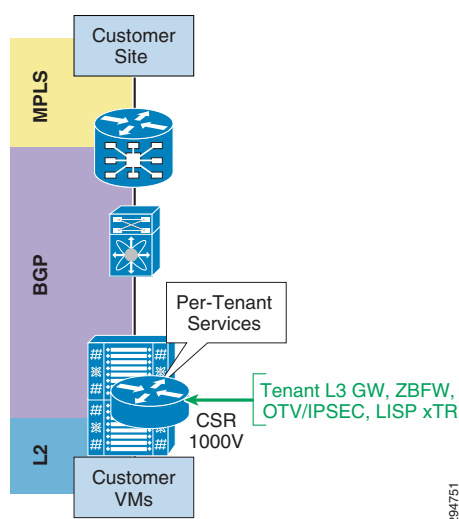 Customer
Site
MPLS
BGP
Per-Tenant
Services
Tenant L3 GW, ZBFW,
OTV/IPSEC, LISP xTR
CSR
1000V
L2
Customer
VMs
294751